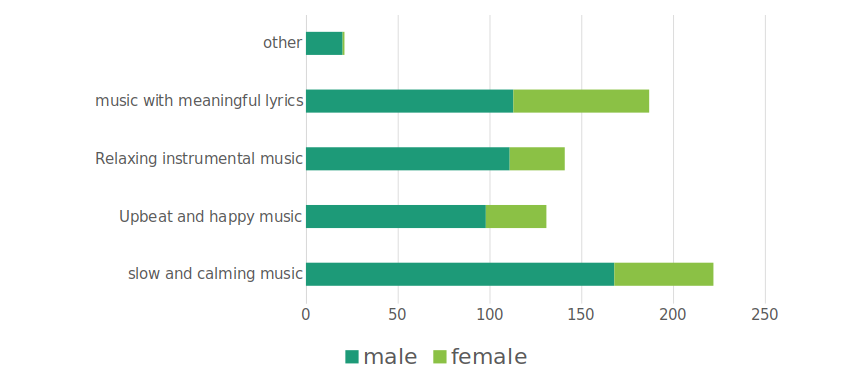 other
music with meaningful lyrics
Relaxing instrumental music
Upbeat and happy music
slow and calming music
0 50 100 150 200 250
male female